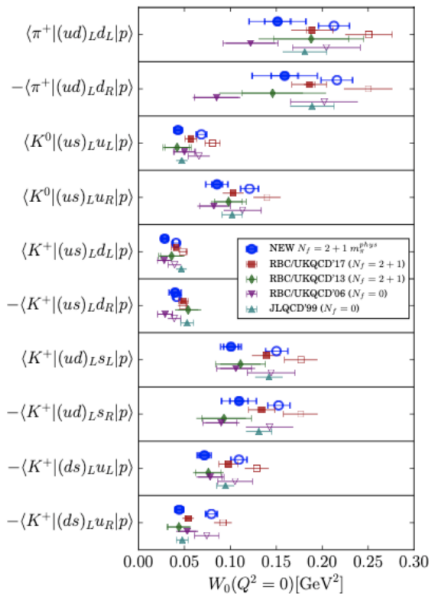 ⟨π⁺|(ud)_L d_L|p⟩
−⟨π⁺|(ud)_L d_R|p⟩
⟨K⁰|(us)_L u_L|p⟩
⟨K⁰|(us)_L u_R|p⟩
⟨K⁺|(us)_L d_L|p⟩
−⟨K⁺|(us)_L d_R|p⟩
⟨K⁺|(ud)_L s_L|p⟩
−⟨K⁺|(ud)_L s_R|p⟩
−⟨K⁺|(ds)_L u_L|p⟩
−⟨K⁺|(ds)_L u_R|p⟩
NEW N_f = 2 + 1 m_π^{phys}
RBC/UKQCD'17 (N_f = 2 + 1)
RBC/UKQCD'13 (N_f = 2 + 1)
RBC/UKQCD'06 (N_f = 0)
JLQCD'99 (N_f = 0)
0.00 0.05 0.10 0.15 0.20 0.25 0.30
W₀(Q² = 0)[GeV²]